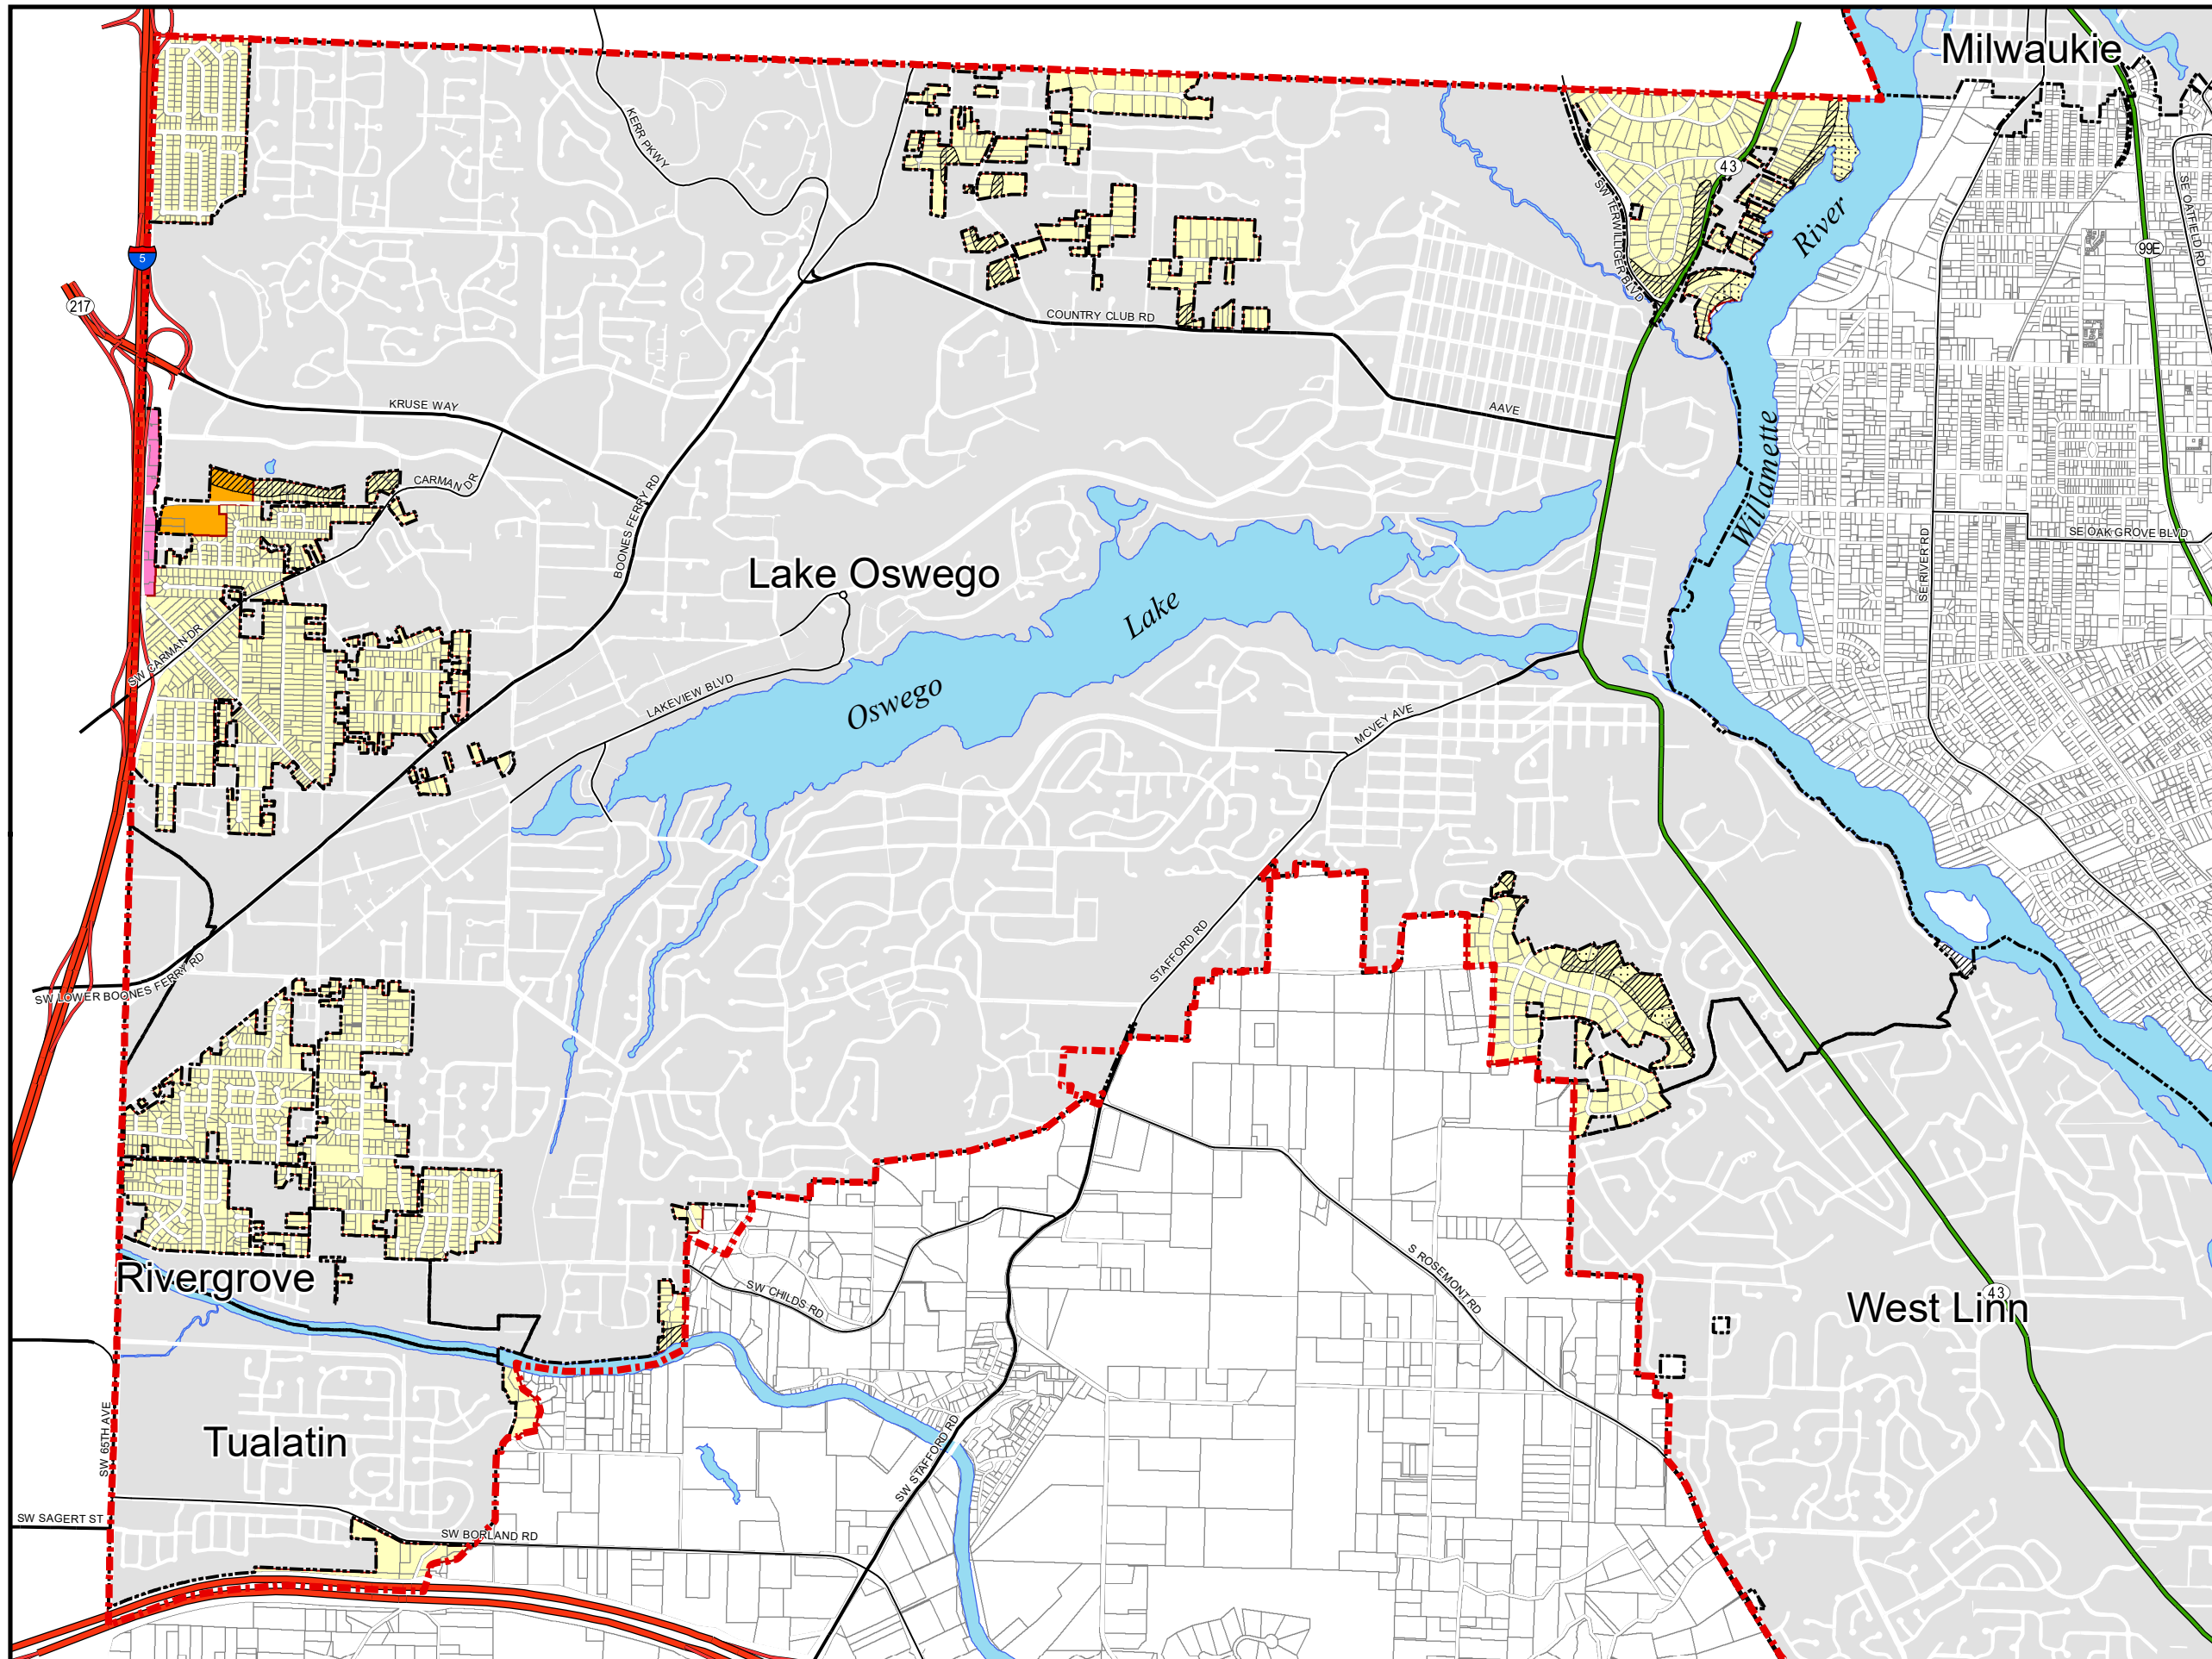 Milwaukie
KERR PKWY
43
SW TERWILLIGER BLVD
SE OATFIELD RD
River
99E
5
217
COUNTRY CLUB RD
KRUSE WAY
A AVE
Willamette
CARMAN DR
BOONES FERRY RD
SE OAK GROVE BLVD
SE RIVER RD
Lake Oswego
Lake
SW CARMAN DR
LAKEVIEW BLVD
Oswego
MCVEY AVE
STAFFORD RD
SW LOWER BOONES FERRY RD
Rivergrove
SW CHILDS RD
S ROSEMONT RD
43
West Linn
SW 65TH AVE
Tualatin
SW STAFFORD RD
SW SAGERT ST
SW BORLAND RD